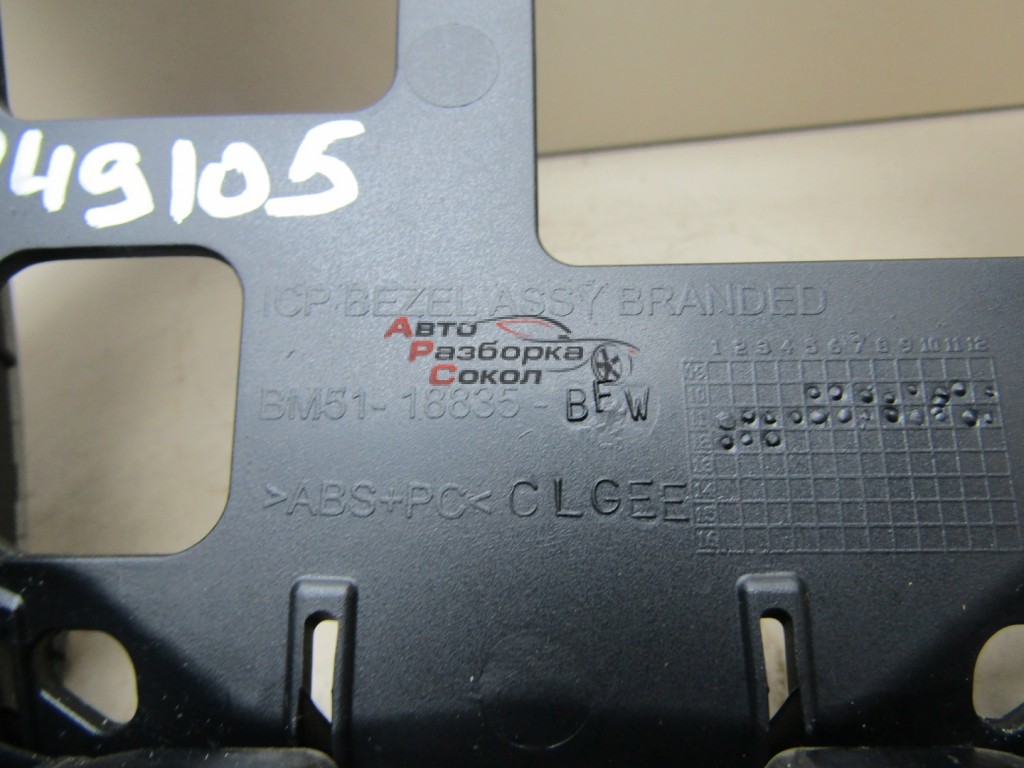 49105
ICP BEZEL ASSY BRANDED
АВТО
РАЗБОРКА
СОКОЛ
BM51-18835-BEW
1 2 3 4 5 6 7 8 9 10 11 12
>ABS+PC< CLGEE